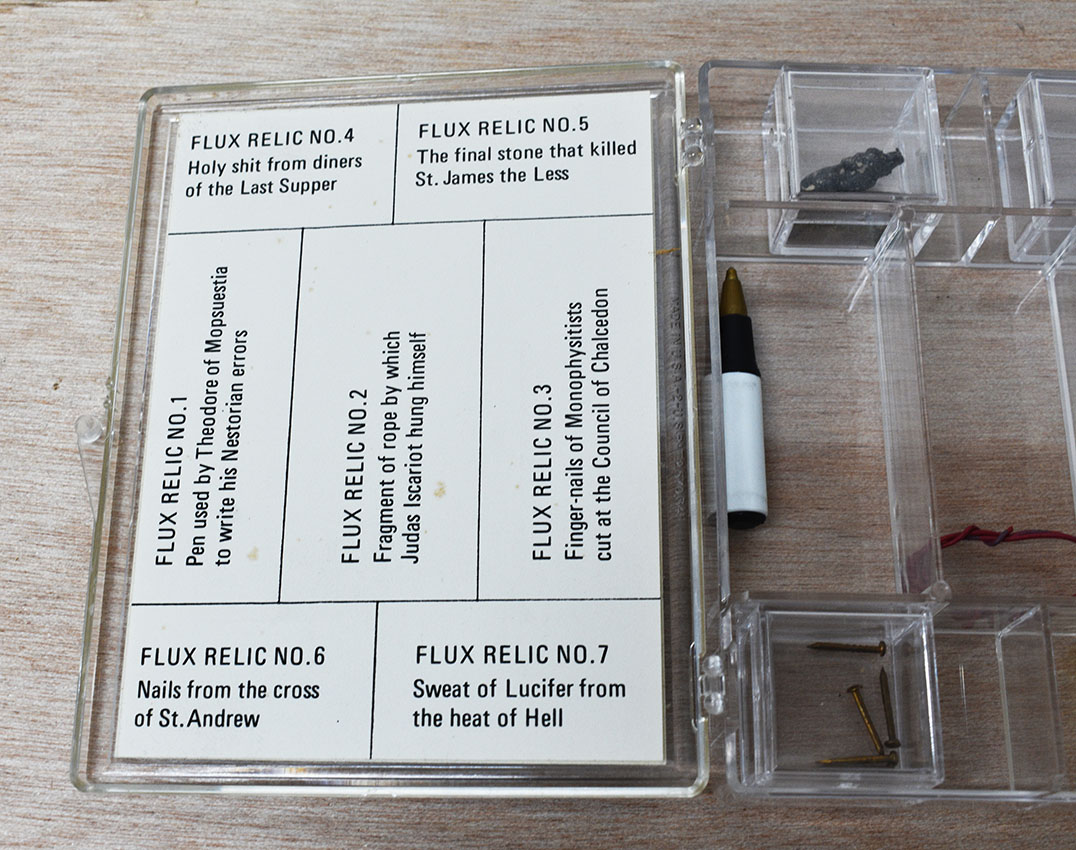 FLUX RELIC NO.4
Holy shit from diners
of the Last Supper
FLUX RELIC NO.5
The final stone that killed
St. James the Less
FLUX RELIC NO.1
Pen used by Theodore of Mopsuestia
to write his Nestorian errors
FLUX RELIC NO.2
Fragment of rope by which
Judas Iscariot hung himself
FLUX RELIC NO.3
Finger-nails of Monophysitists
cut at the Council of Chalcedon
FLUX RELIC NO.6
Nails from the cross
of St. Andrew
FLUX RELIC NO.7
Sweat of Lucifer from
the heat of Hell
MADE IN U.S.A.